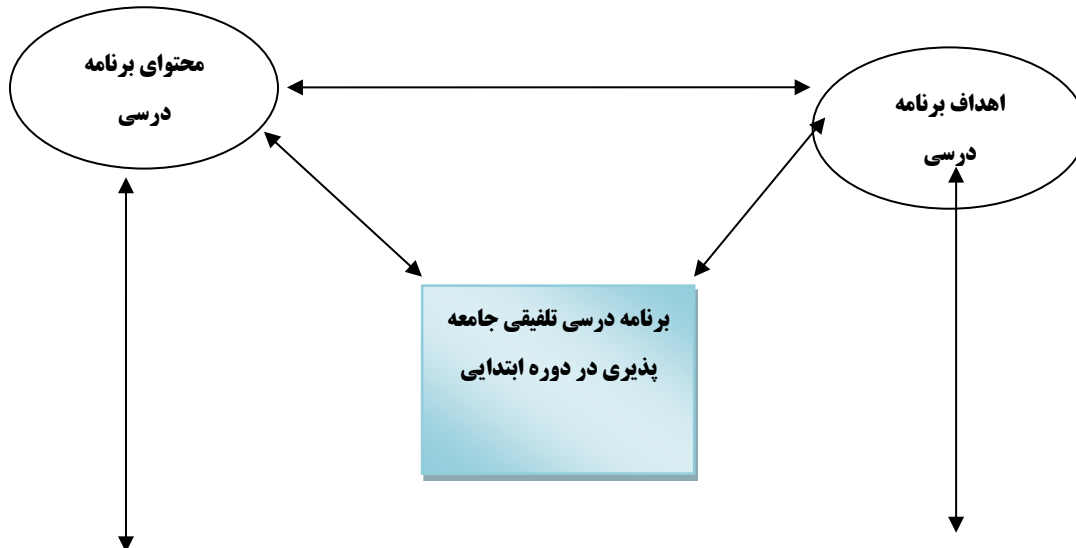 محتوای برنامه
درسی
اهداف برنامه
درسی
برنامه درسی تلفیقی جامعه
پذیری در دوره ابتدایی